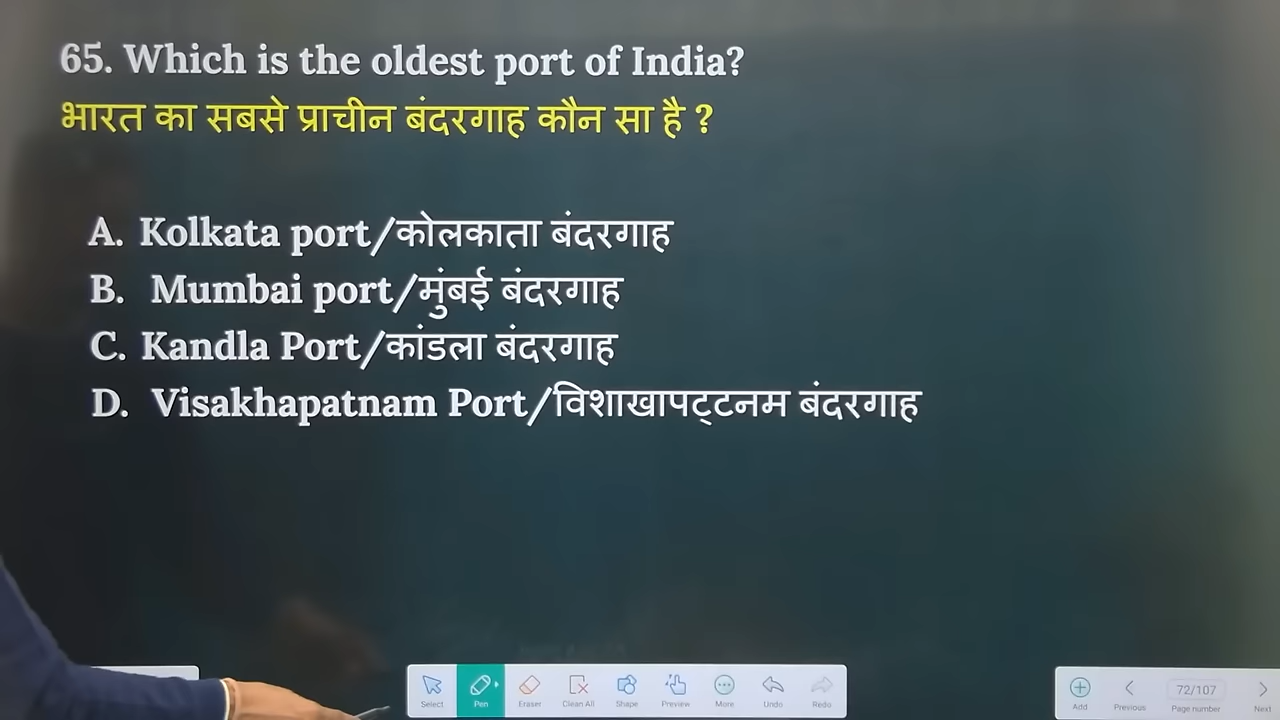 65. Which is the oldest port of India?
भारत का सबसे प्राचीन बंदरगाह कौन सा है ?
A. Kolkata port/कोलकाता बंदरगाह
B. Mumbai port/मुंबई बंदरगाह
C. Kandla Port/कांडला बंदरगाह
D. Visakhapatnam Port/विशाखापट्टनम बंदरगाह
Select Pen Eraser Clean All Shape Preview More Undo Redo
Add Previous 72/107 Page number Next